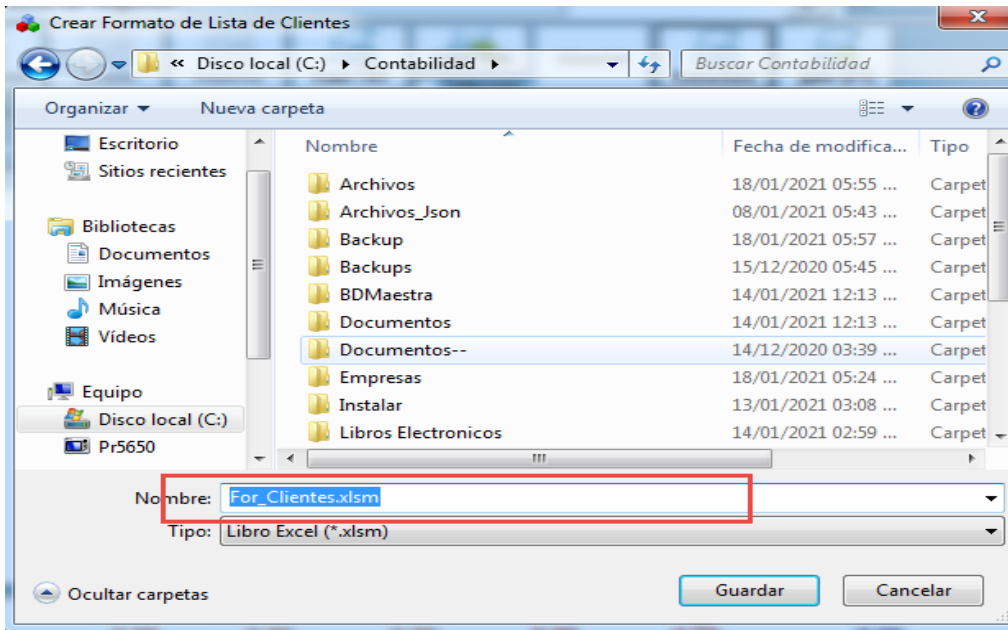 Crear Formato de Lista de Clientes
« Disco local (C:) Contabilidad
Buscar Contabilidad
Organizar Nueva carpeta
Escritorio
Sitios recientes
Bibliotecas
Documentos
Imágenes
Música
Vídeos
Equipo
Disco local (C:)
Pr5650
Nombre Fecha de modifica... Tipo
Archivos 18/01/2021 05:55 ... Carpet
Archivos_Json 08/01/2021 05:43 ... Carpet
Backup 18/01/2021 05:57 ... Carpet
Backups 15/12/2020 05:45 ... Carpet
BDMaestra 14/01/2021 12:13 ... Carpet
Documentos 14/01/2021 12:13 ... Carpet
Documentos-- 14/12/2020 03:39 ... Carpet
Empresas 18/01/2021 05:24 ... Carpet
Instalar 13/01/2021 03:08 ... Carpet
Libros Electronicos 14/01/2021 02:59 ... Carpet
Nombre: For_Clientes.xlsm
Tipo: Libro Excel (*.xlsm)
Ocultar carpetas
Guardar Cancelar